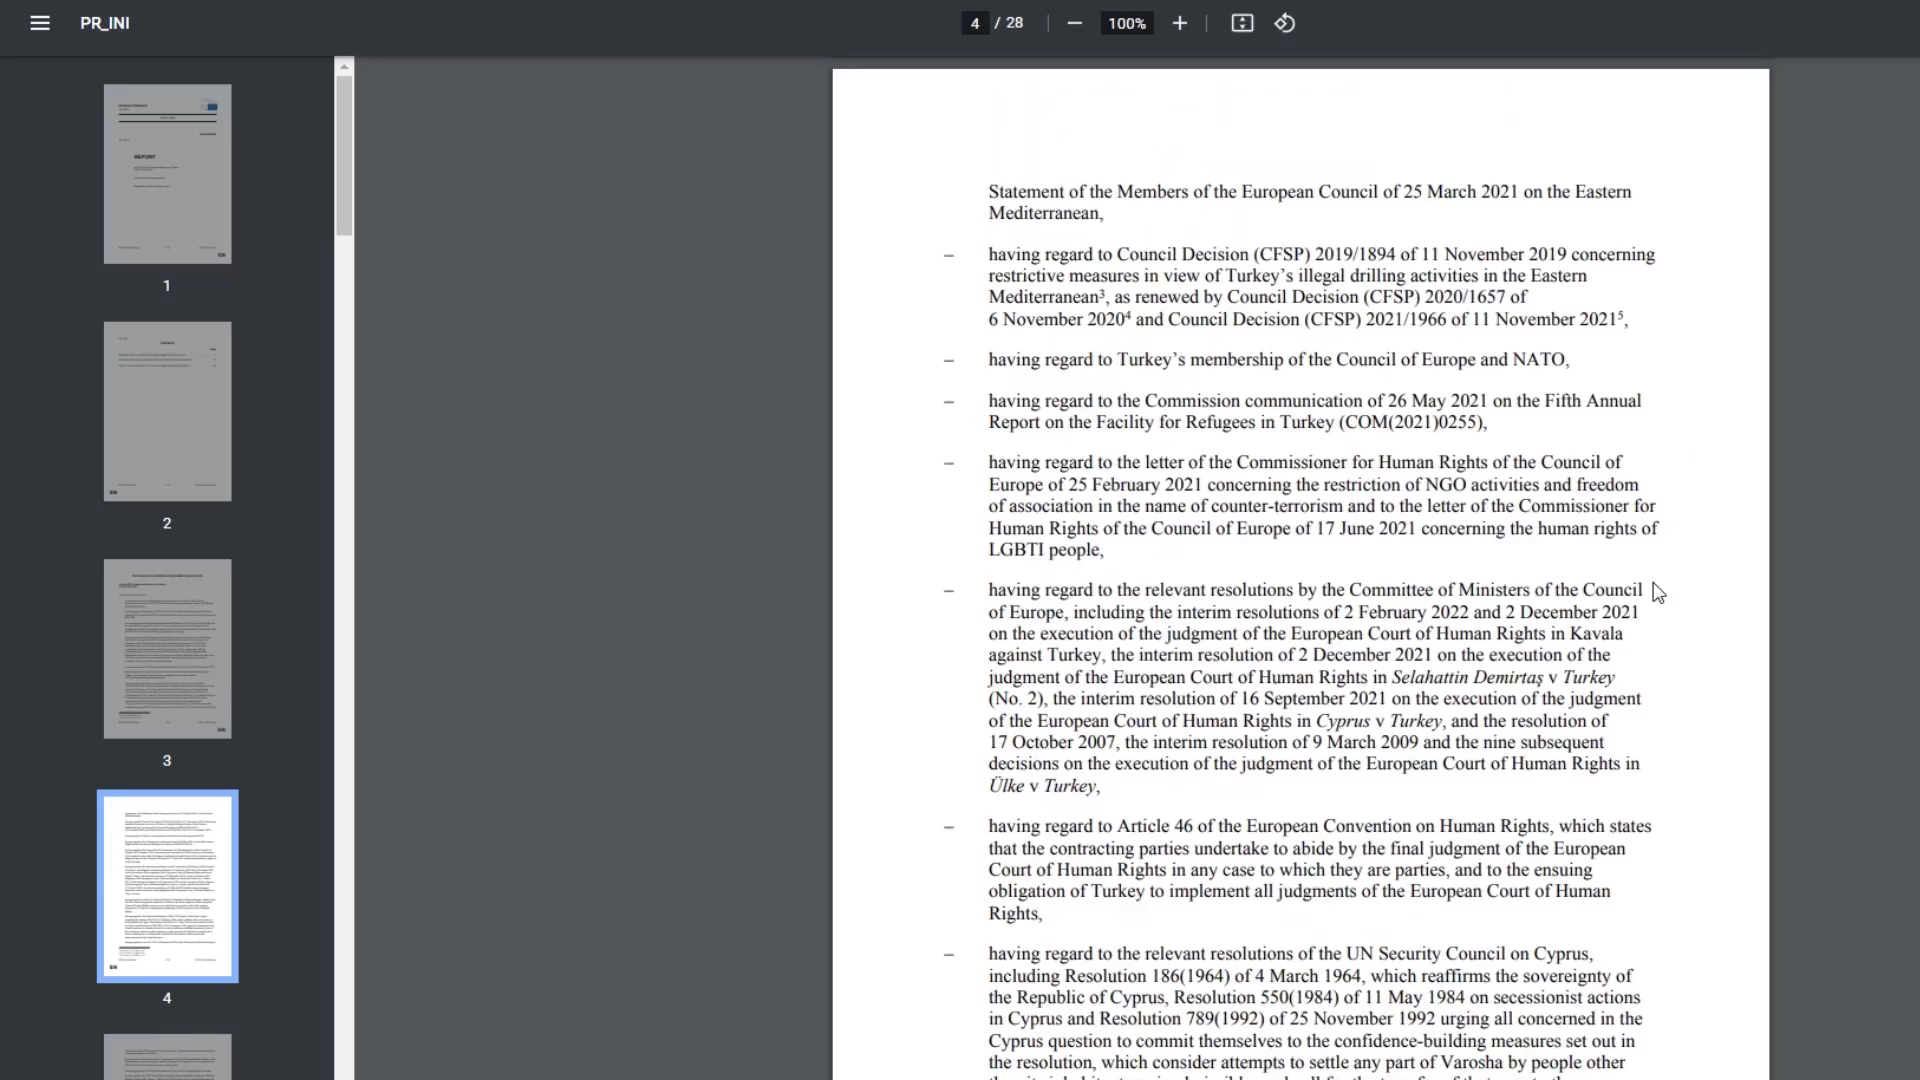 PR_INI
4 / 28
100%
REPORT
1
2
3
4
Statement of the Members of the European Council of 25 March 2021 on the Eastern
Mediterranean,
– having regard to Council Decision (CFSP) 2019/1894 of 11 November 2019 concerning
restrictive measures in view of Turkey’s illegal drilling activities in the Eastern
Mediterranean³, as renewed by Council Decision (CFSP) 2020/1657 of
6 November 2020⁴ and Council Decision (CFSP) 2021/1966 of 11 November 2021⁵,
– having regard to Turkey’s membership of the Council of Europe and NATO,
– having regard to the Commission communication of 26 May 2021 on the Fifth Annual
Report on the Facility for Refugees in Turkey (COM(2021)0255),
– having regard to the letter of the Commissioner for Human Rights of the Council of
Europe of 25 February 2021 concerning the restriction of NGO activities and freedom
of association in the name of counter-terrorism and to the letter of the Commissioner for
Human Rights of the Council of Europe of 17 June 2021 concerning the human rights of
LGBTI people,
– having regard to the relevant resolutions by the Committee of Ministers of the Council
of Europe, including the interim resolutions of 2 February 2022 and 2 December 2021
on the execution of the judgment of the European Court of Human Rights in Kavala
against Turkey, the interim resolution of 2 December 2021 on the execution of the
judgment of the European Court of Human Rights in Selahattin Demirtaş v Turkey
(No. 2), the interim resolution of 16 September 2021 on the execution of the judgment
of the European Court of Human Rights in Cyprus v Turkey, and the resolution of
17 October 2007, the interim resolution of 9 March 2009 and the nine subsequent
decisions on the execution of the judgment of the European Court of Human Rights in
Ülke v Turkey,
– having regard to Article 46 of the European Convention on Human Rights, which states
that the contracting parties undertake to abide by the final judgment of the European
Court of Human Rights in any case to which they are parties, and to the ensuing
obligation of Turkey to implement all judgments of the European Court of Human
Rights,
– having regard to the relevant resolutions of the UN Security Council on Cyprus,
including Resolution 186(1964) of 4 March 1964, which reaffirms the sovereignty of
the Republic of Cyprus, Resolution 550(1984) of 11 May 1984 on secessionist actions
in Cyprus and Resolution 789(1992) of 25 November 1992 urging all concerned in the
Cyprus question to commit themselves to the confidence-building measures set out in
the resolution, which consider attempts to settle any part of Varosha by people other